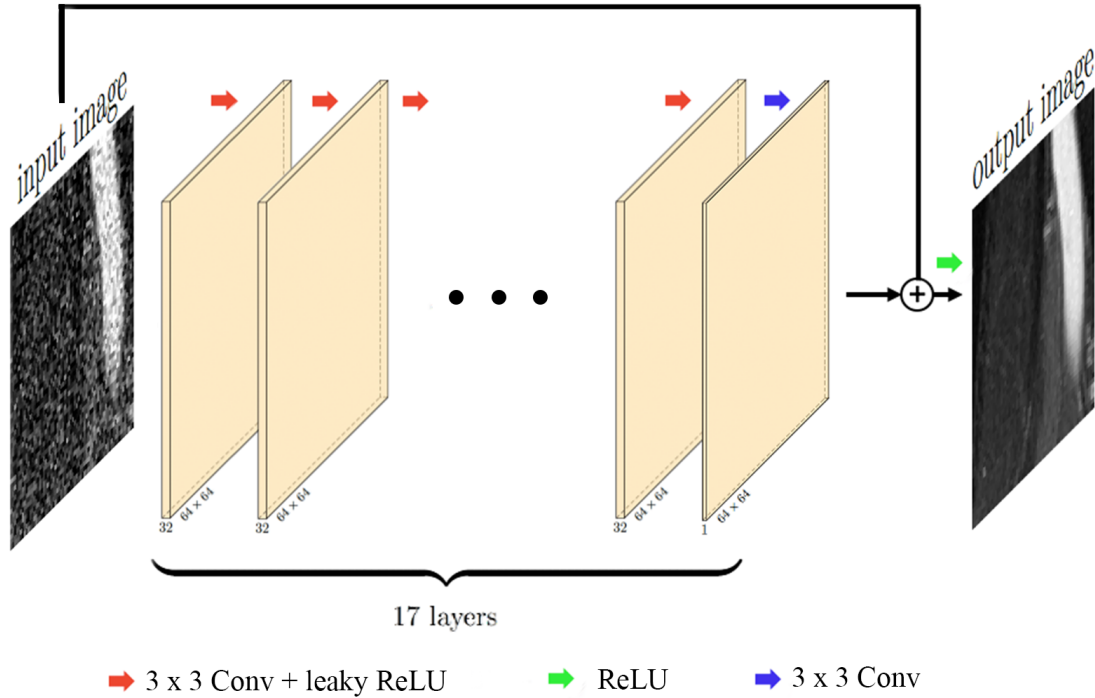 input image
output image
32
64 × 64
32
64 × 64
32
64 × 64
1
64 × 64
17 layers
3 x 3 Conv + leaky ReLU
ReLU
3 x 3 Conv